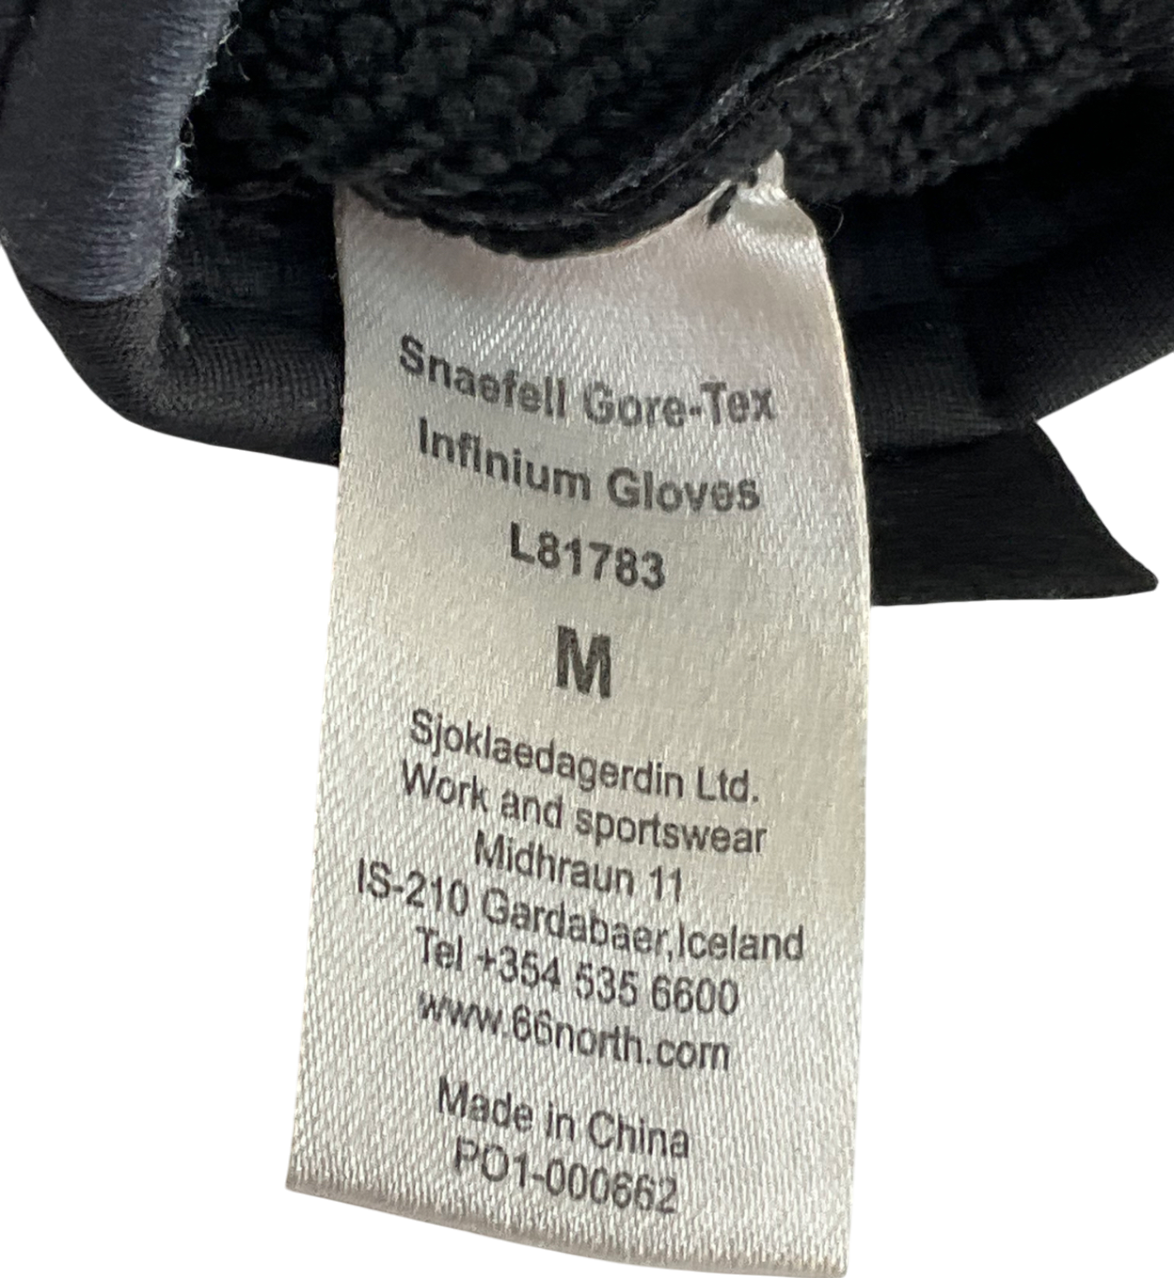 Snaefell Gore-Tex
Infinium Gloves
L81783
M
Sjoklaedagerdin Ltd.
Work and sportswear
Midhraun 11
IS-210 Gardabaer,Iceland
Tel +354 535 6600
www.66north.com
Made in China
PO1-000662